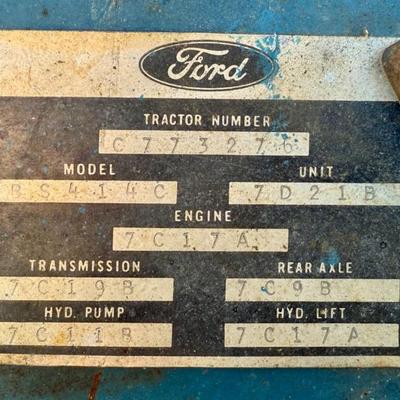 Ford
TRACTOR NUMBER
C773276
MODEL UNIT
BS414C 7D21B
ENGINE
7C17A
TRANSMISSION REAR AXLE
7C19B 7C9B
HYD. PUMP HYD. LIFT
7C11B 7C17A